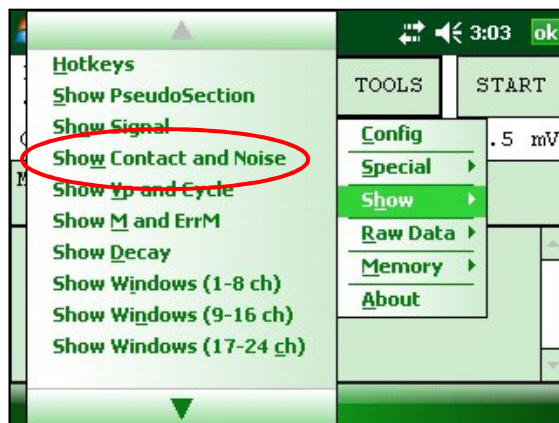 3:03 ok
TOOLS START
.5 mV
Hotkeys
Show PseudoSection
Show Signal
Show Contact and Noise
Show Vp and Cycle
Show M and ErrM
Show Decay
Show Windows (1-8 ch)
Show Windows (9-16 ch)
Show Windows (17-24 ch)
Config
Special
Show
Raw Data
Memory
About